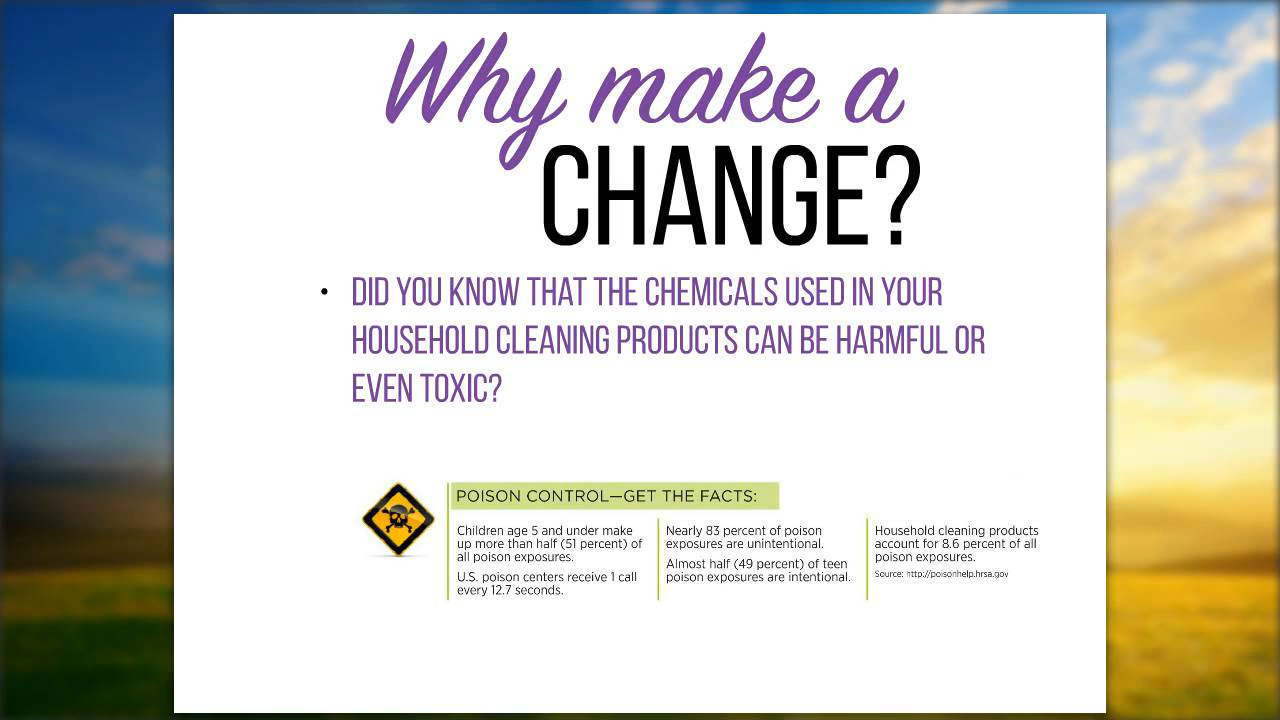 Why make a
CHANGE?
• DID YOU KNOW THAT THE CHEMICALS USED IN YOUR
HOUSEHOLD CLEANING PRODUCTS CAN BE HARMFUL OR
EVEN TOXIC?
POISON CONTROL—GET THE FACTS:
Children age 5 and under make
up more than half (51 percent) of
all poison exposures.
U.S. poison centers receive 1 call
every 12.7 seconds.
Nearly 83 percent of poison
exposures are unintentional.
Almost half (49 percent) of teen
poison exposures are intentional.
Household cleaning products
account for 8.6 percent of all
poison exposures.
Source: http://poisonhelp.hrsa.gov